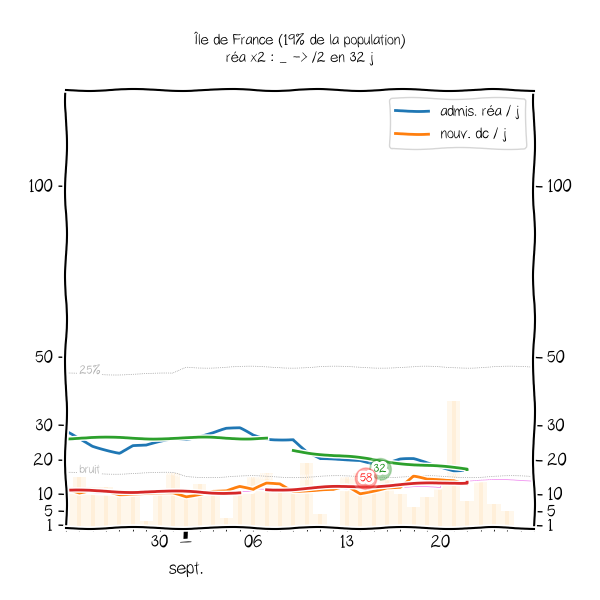 Île de France (19% de la population)
réa x2 : _ -> /2 en 32 j
admis. réa / j
nouv. dc / j
100 100
50 50
25%
30 30
20 20
bruit
58 32
10 10
5 5
1 1
30 1 06 13 20
sept.